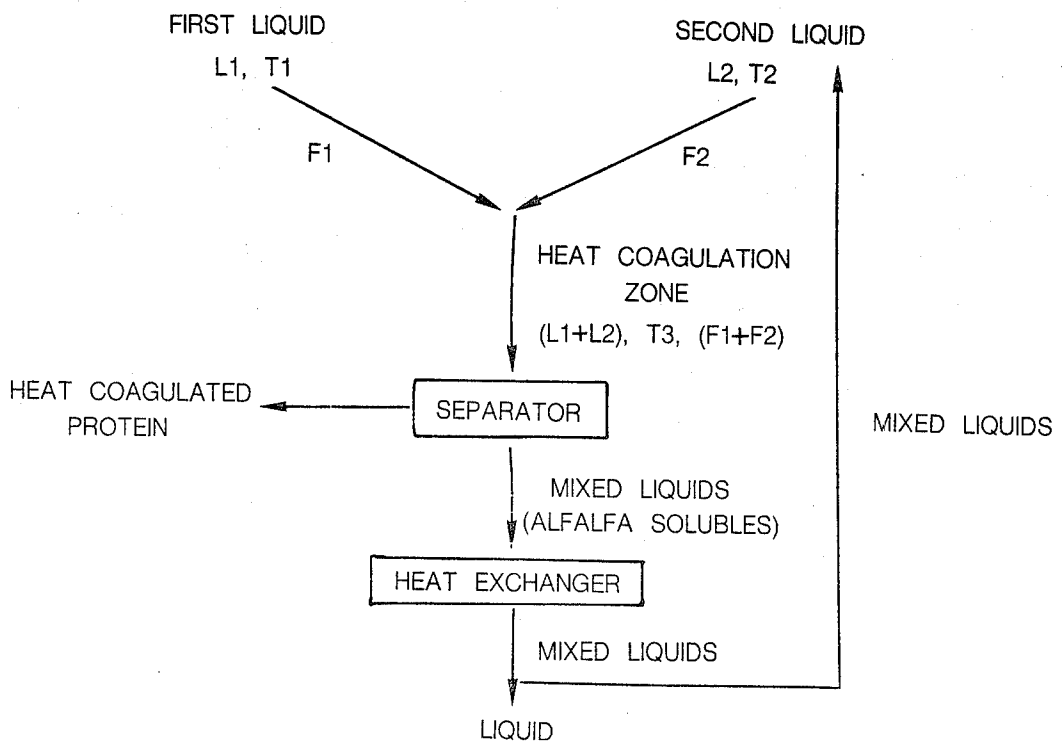 FIRST LIQUID
L1, T1
SECOND LIQUID
L2, T2
F1
F2
HEAT COAGULATION
ZONE
(L1+L2), T3, (F1+F2)
HEAT COAGULATED
PROTEIN
SEPARATOR
MIXED LIQUIDS
MIXED LIQUIDS
(ALFALFA SOLUBLES)
HEAT EXCHANGER
MIXED LIQUIDS
LIQUID